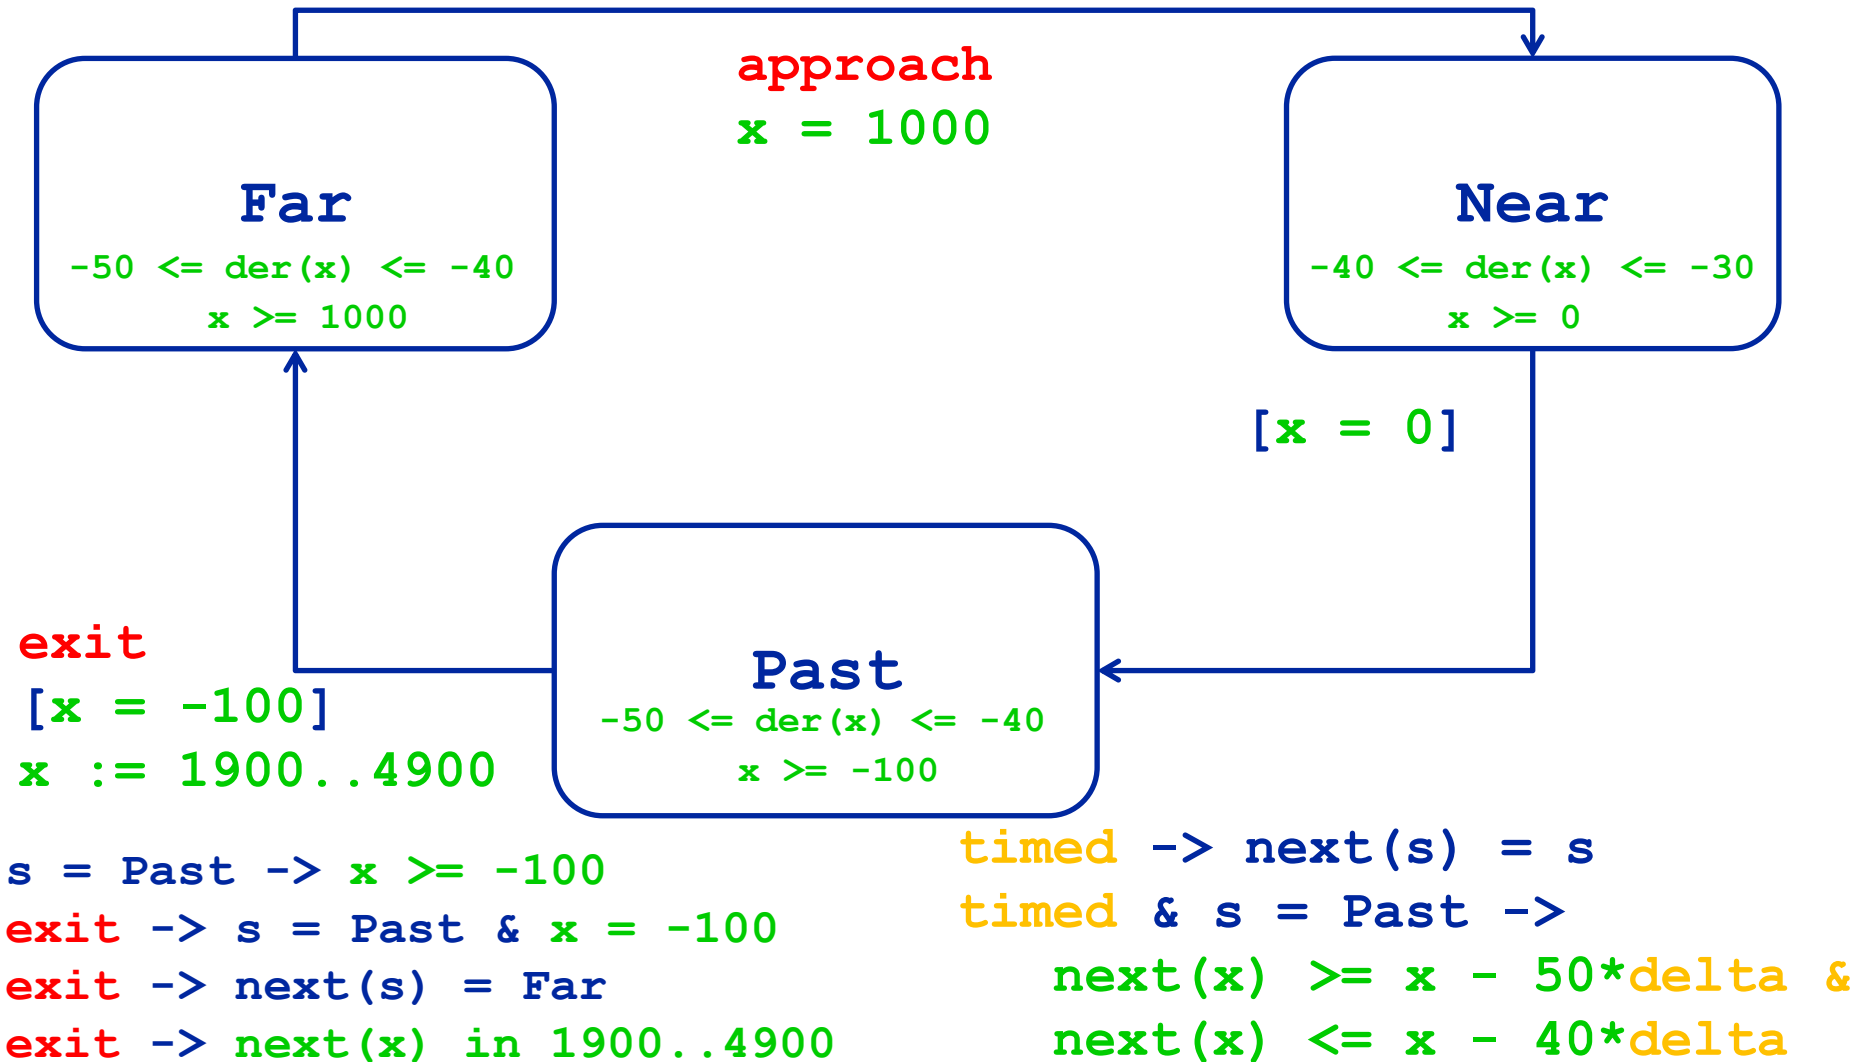 approach
x = 1000
Far
-50 <= der(x) <= -40
x >= 1000
Near
-40 <= der(x) <= -30
x >= 0
[x = 0]
exit
[x = -100]
x := 1900..4900
Past
-50 <= der(x) <= -40
x >= -100
s = Past -> x >= -100
exit -> s = Past & x = -100
exit -> next(s) = Far
exit -> next(x) in 1900..4900
timed -> next(s) = s
timed & s = Past ->
next(x) >= x - 50*delta &
next(x) <= x - 40*delta